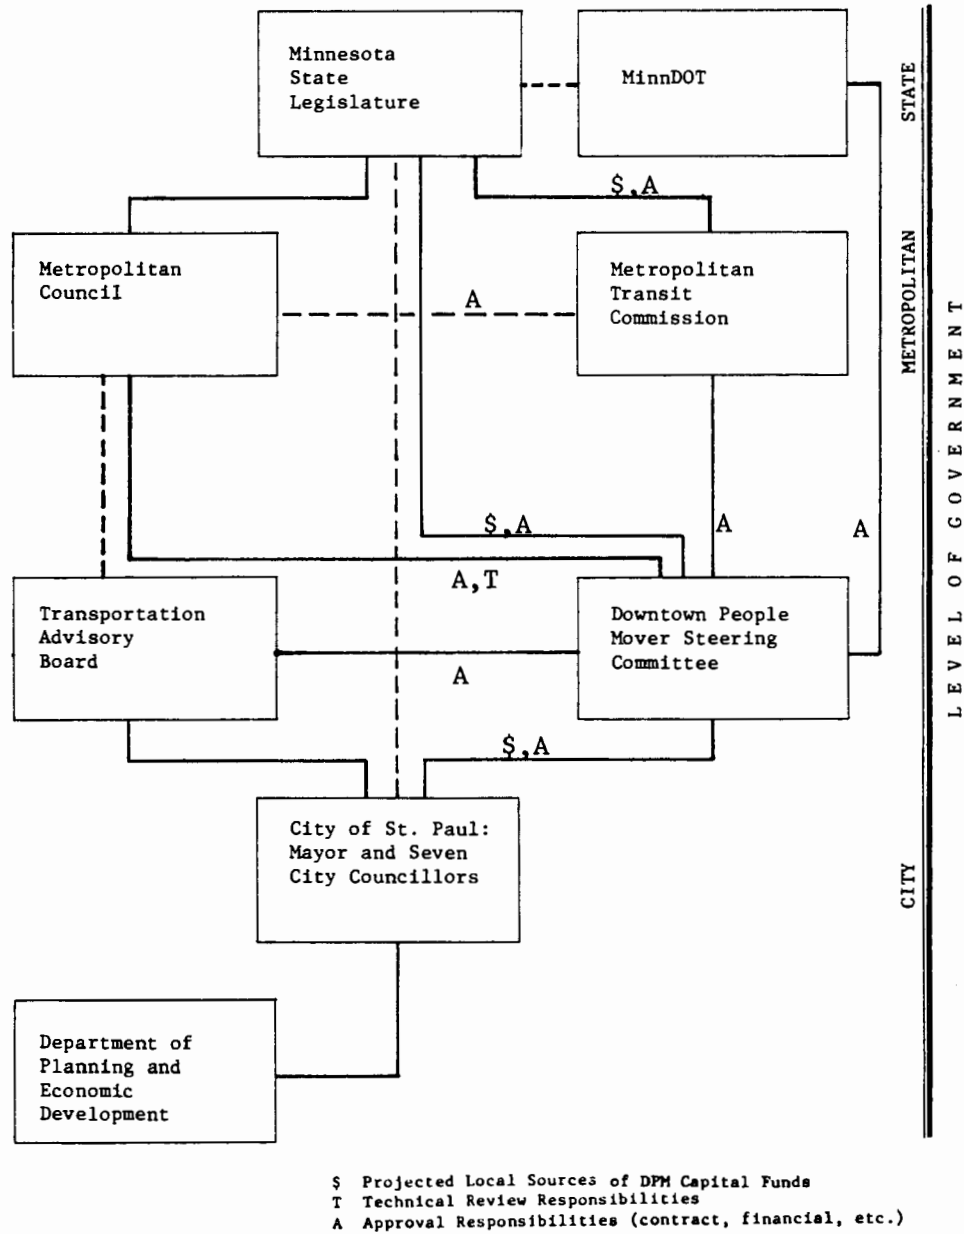 Minnesota
State
Legislature
MinnDOT
STATE
$,A
Metropolitan
Council
A
Metropolitan
Transit
Commission
METROPOLITAN
LEVEL OF GOVERNMENT
$,A
A
A
A,T
Transportation
Advisory
Board
A
Downtown People
Mover Steering
Committee
$,A
City of St. Paul:
Mayor and Seven
City Councillors
CITY
Department of
Planning and
Economic
Development
$ Projected Local Sources of DPM Capital Funds
T Technical Review Responsibilities
A Approval Responsibilities (contract, financial, etc.)